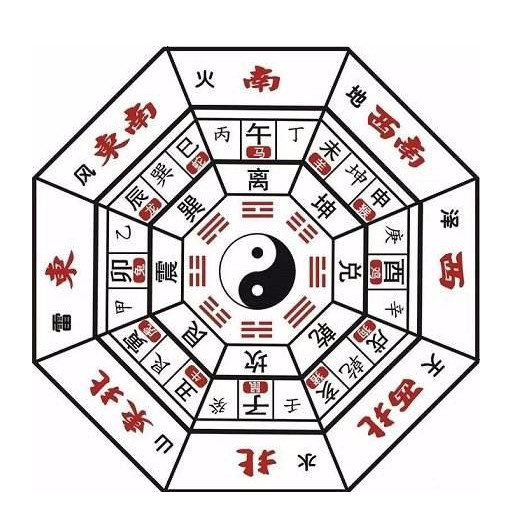 火 南
地 西南
泽 西
天 西北
水 北
山 東北
雷 東
风 東南
丙 午 丁
马
未 坤 申
羊 猴
庚 酉 辛
鸡
戌 乾 亥
狗 猪
壬 子 癸
鼠
丑 艮 寅
牛 虎
甲 卯 乙
兔
辰 巽 巳
龙 蛇
离
坤
兑
乾
坎
艮
震
巽